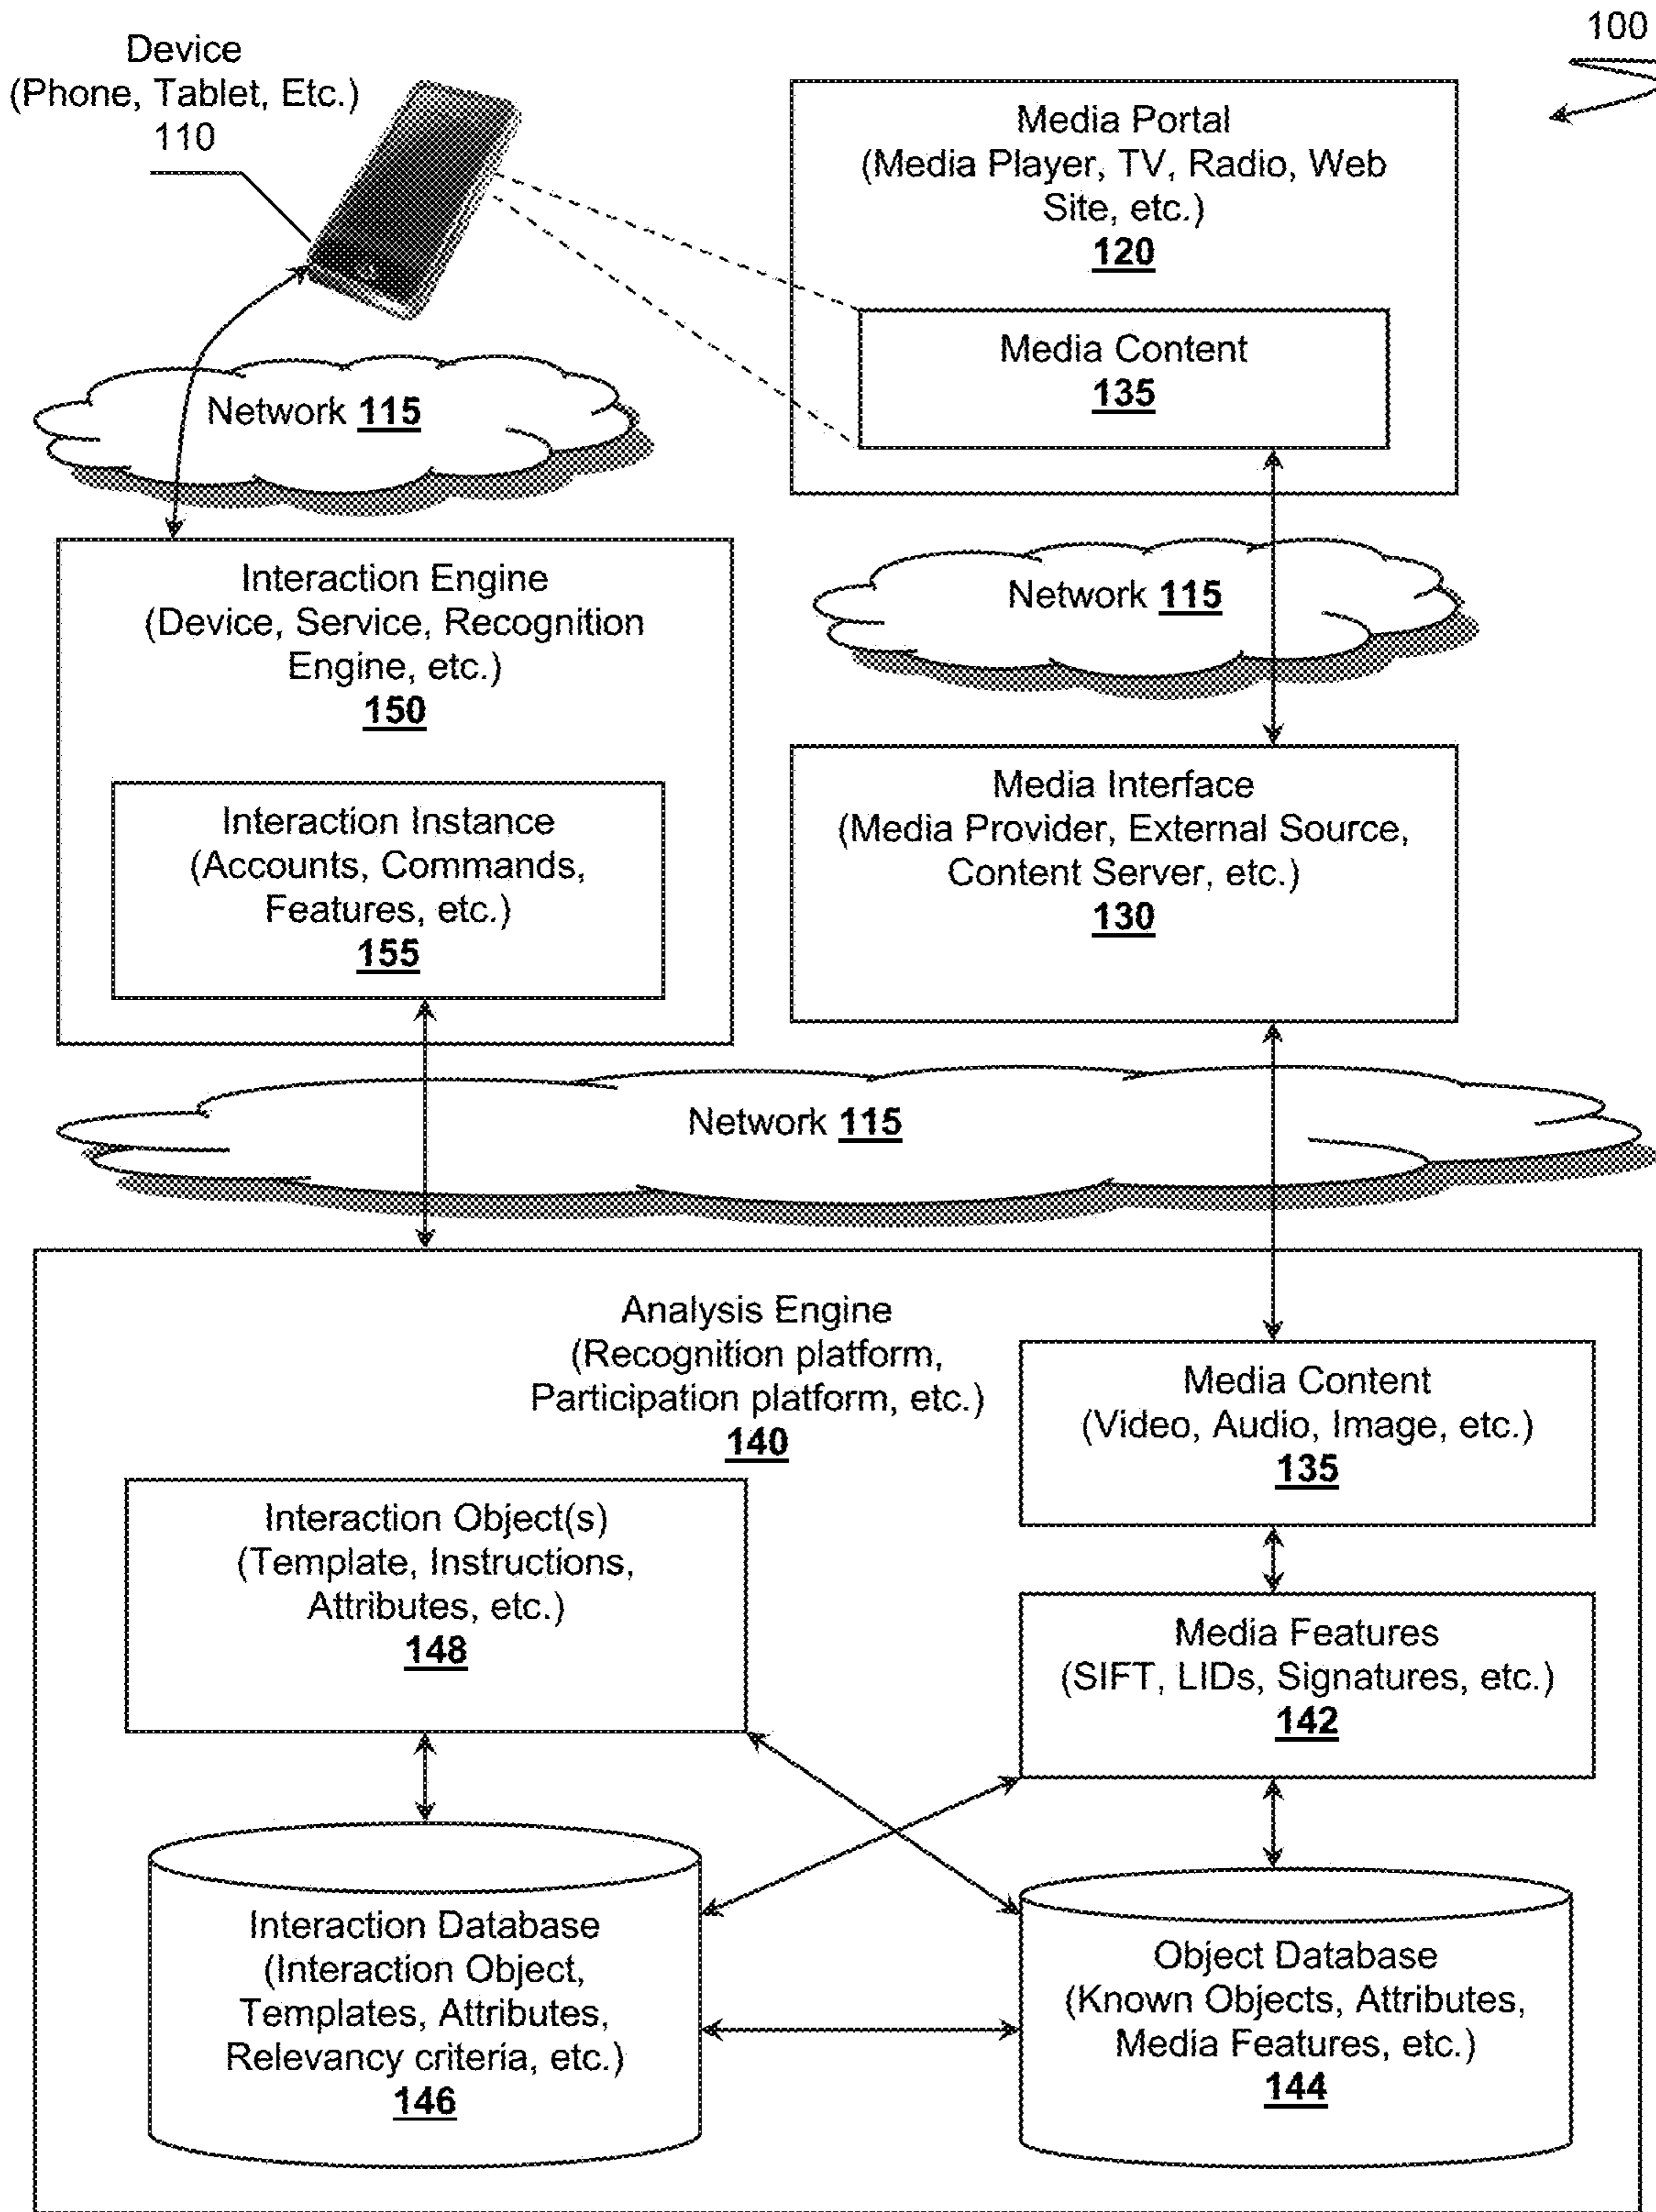 100
Device
(Phone, Tablet, Etc.)
110
Media Portal
(Media Player, TV, Radio, Web
Site, etc.)
120
Media Content
135
Network 115
Interaction Engine
(Device, Service, Recognition
Engine, etc.)
150
Interaction Instance
(Accounts, Commands,
Features, etc.)
155
Network 115
Media Interface
(Media Provider, External Source,
Content Server, etc.)
130
Network 115
Analysis Engine
(Recognition platform,
Participation platform, etc.)
140
Media Content
(Video, Audio, Image, etc.)
135
Interaction Object(s)
(Template, Instructions,
Attributes, etc.)
148
Media Features
(SIFT, LIDs, Signatures, etc.)
142
Interaction Database
(Interaction Object,
Templates, Attributes,
Relevancy criteria, etc.)
146
Object Database
(Known Objects, Attributes,
Media Features, etc.)
144